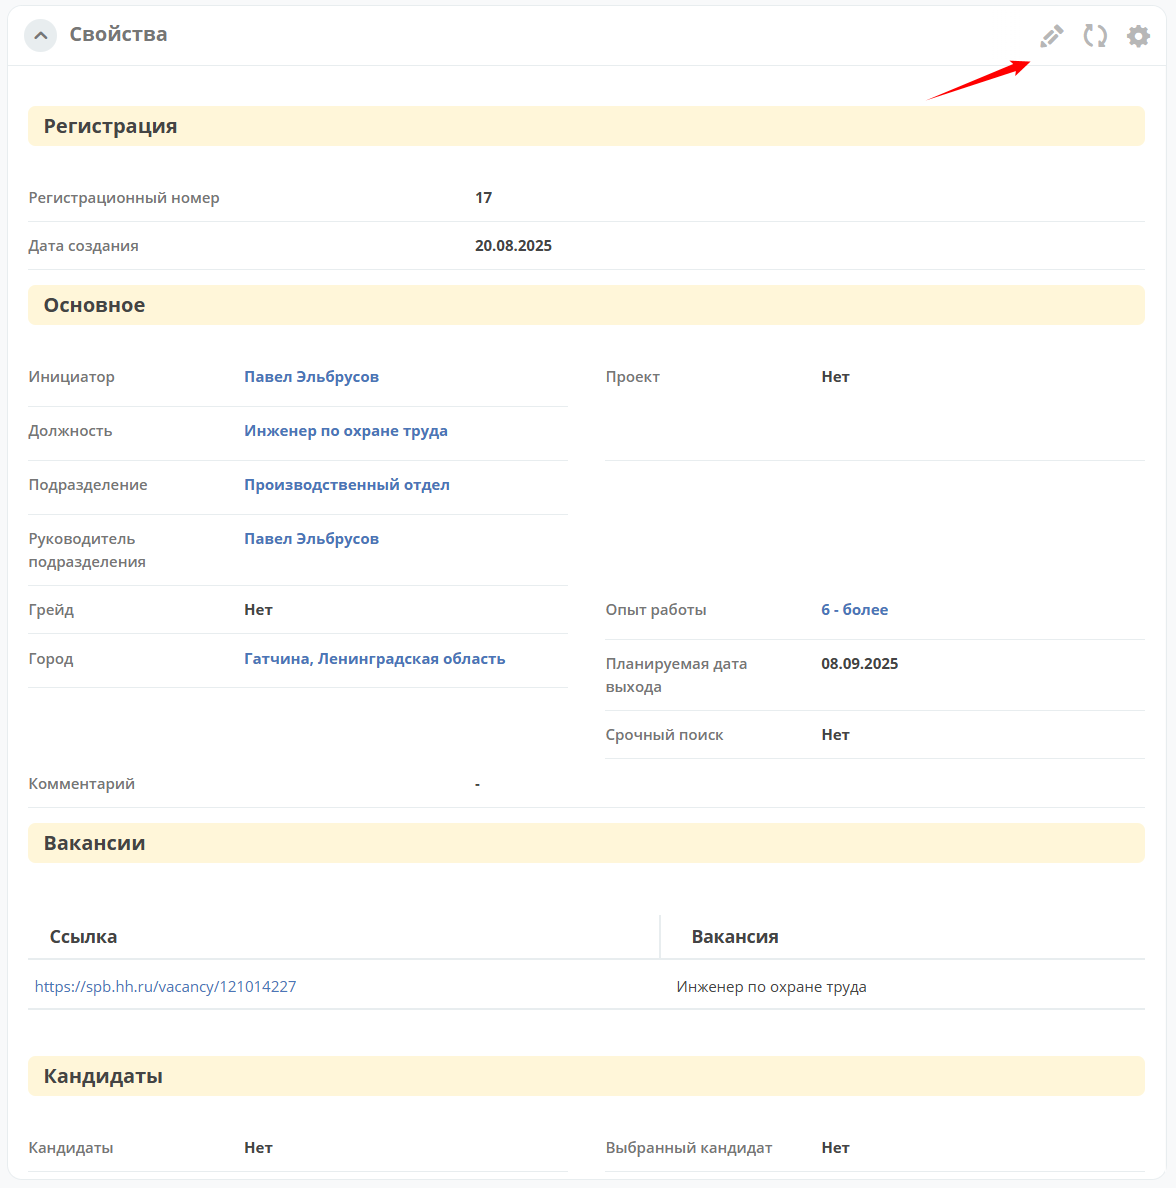 Свойства
Регистрация
Регистрационный номер 17
Дата создания 20.08.2025
Основное
Инициатор Павел Эльбрусов Проект Нет
Должность Инженер по охране труда
Подразделение Производственный отдел
Руководитель Павел Эльбрусов
подразделения
Грейд Нет Опыт работы 6 - более
Город Гатчина, Ленинградская область Планируемая дата 08.09.2025
выхода
Срочный поиск Нет
Комментарий -
Вакансии
Ссылка Вакансия
https://spb.hh.ru/vacancy/121014227 Инженер по охране труда
Кандидаты
Кандидаты Нет Выбранный кандидат Нет